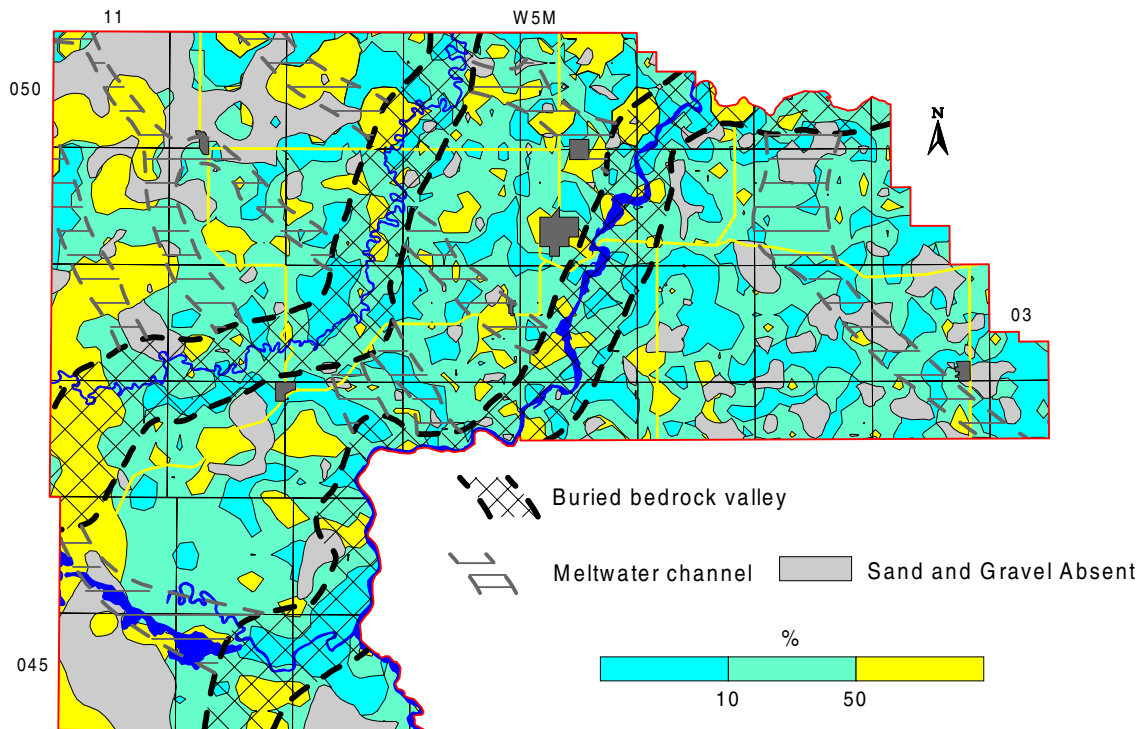 11
W5M
050
N
03
Buried bedrock valley
Meltwater channel
Sand and Gravel Absent
%
045
10
50